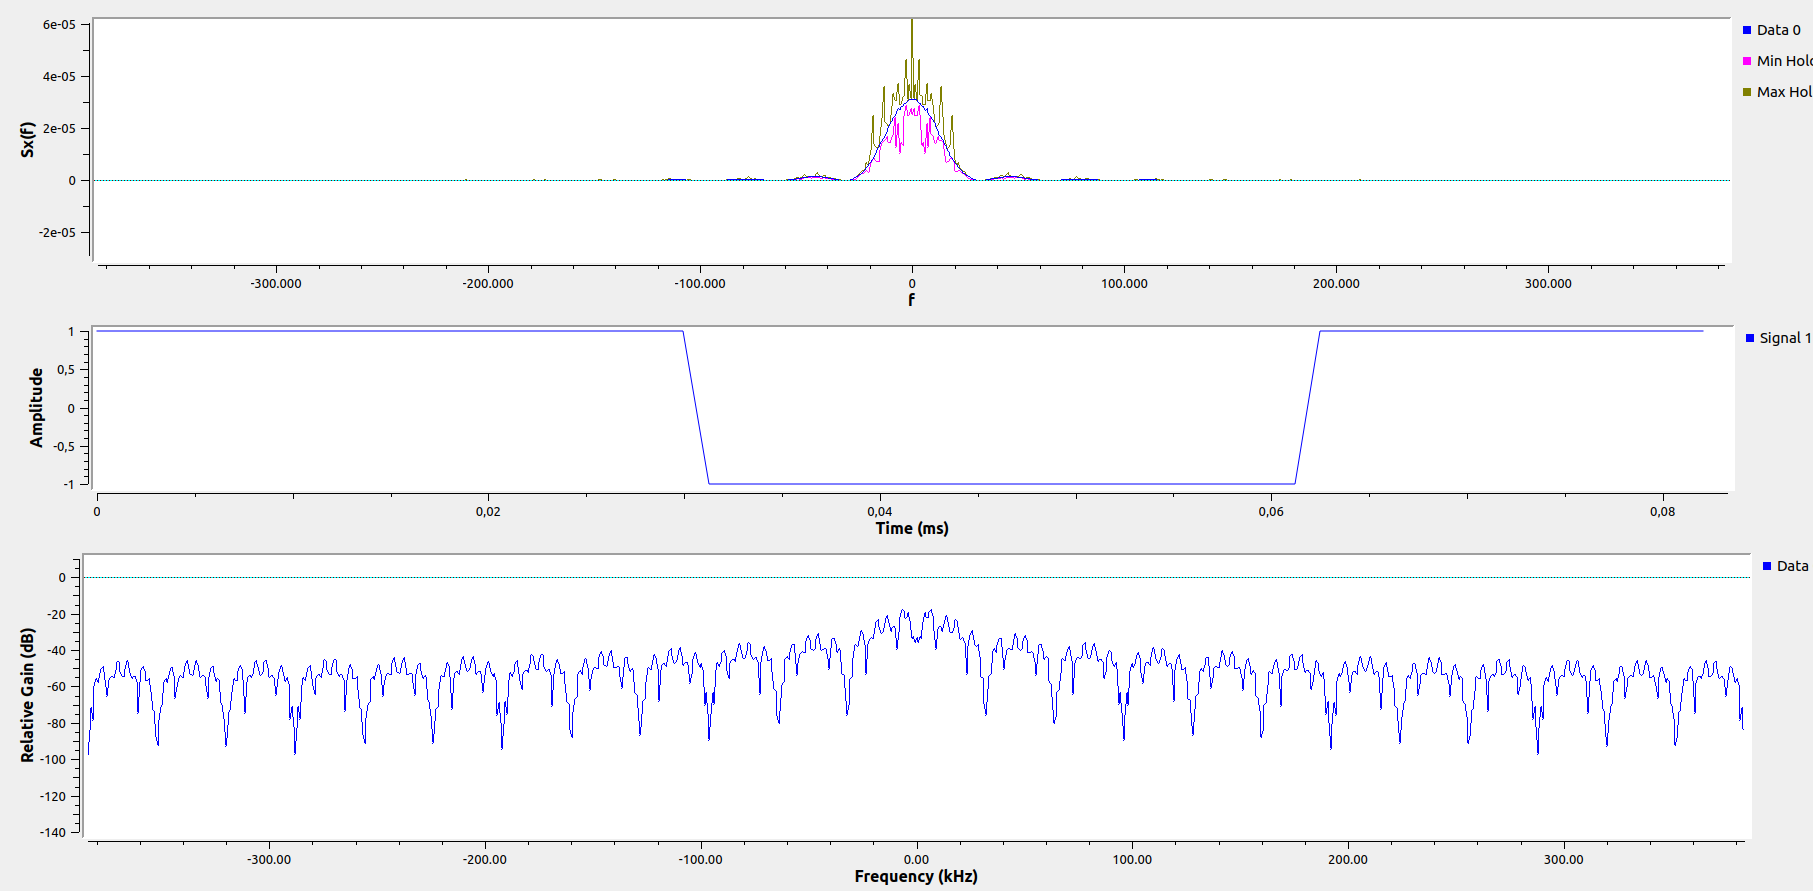 6e-05
4e-05
2e-05
0
-2e-05
Sx(f)
-300.000 -200.000 -100.000 0 100.000 200.000 300.000
f
Data 0
Min Hol
Max Hol
1
0,5
0
-0,5
-1
Amplitude
0 0,02 0,04 0,06 0,08
Time (ms)
Signal 1
0
-20
-40
-60
-80
-100
-120
-140
Relative Gain (dB)
-300.00 -200.00 -100.00 0.00 100.00 200.00 300.00
Frequency (kHz)
Data